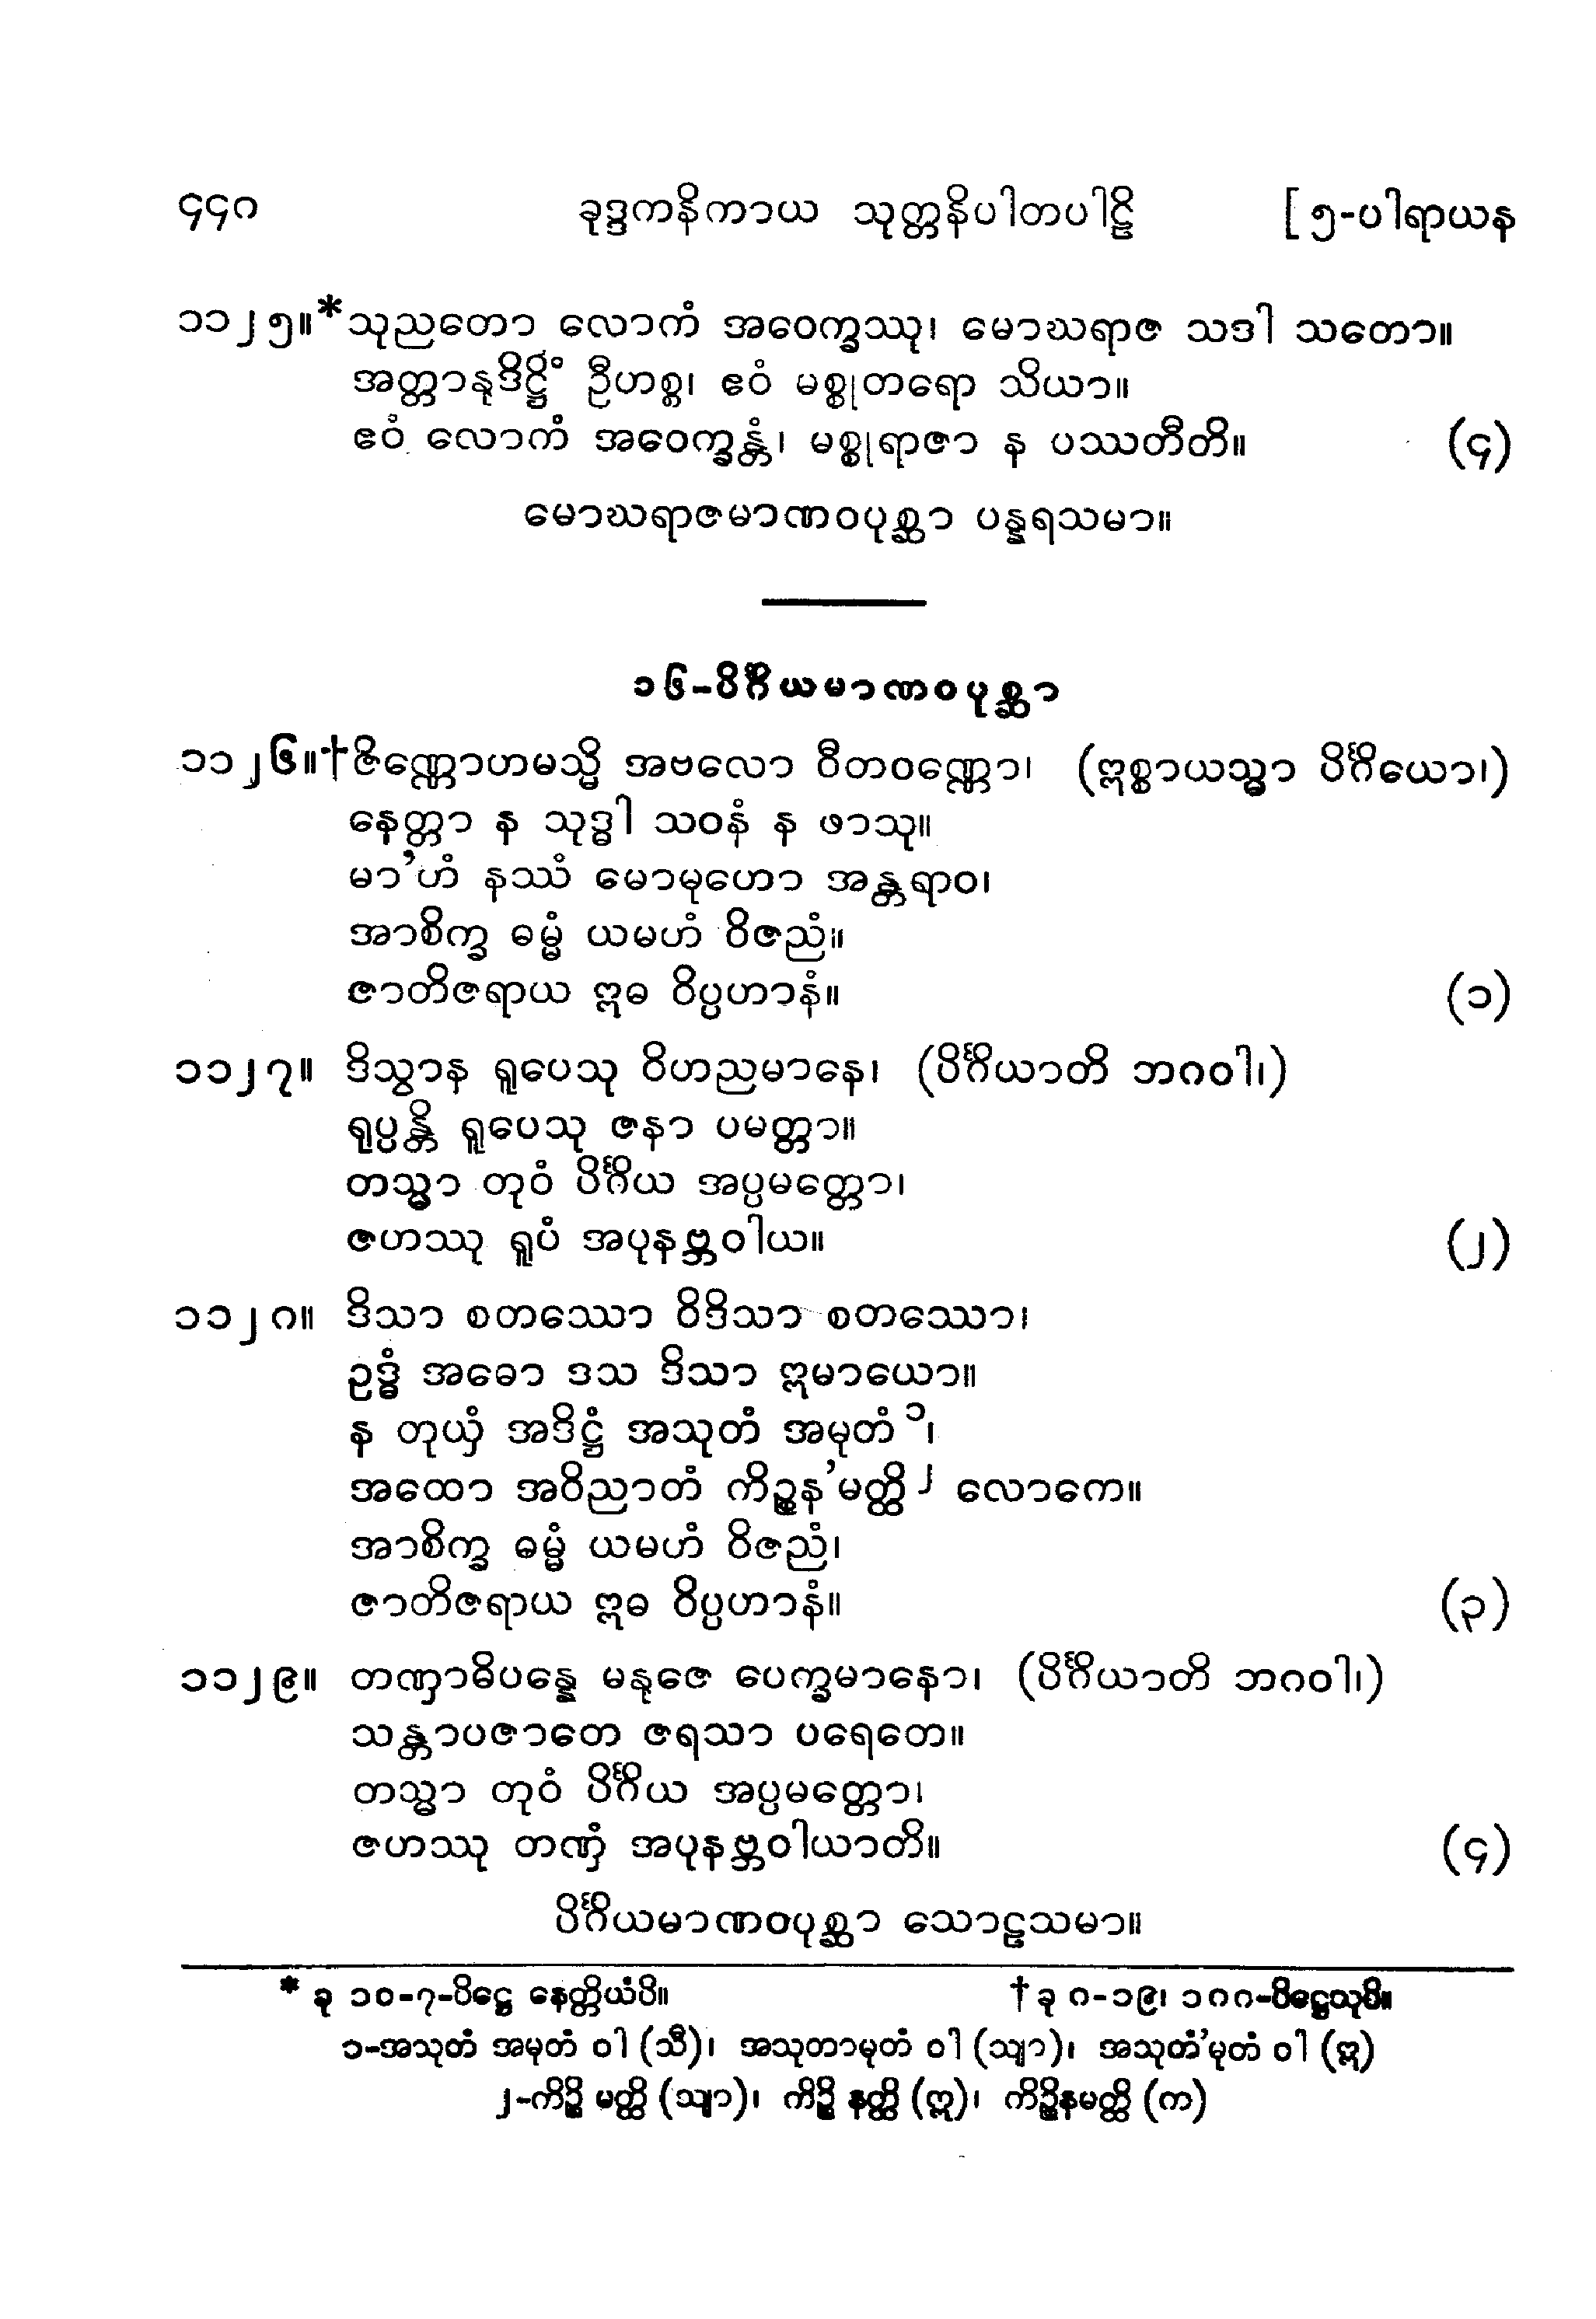 ၄၄၈ ခုဒ္ဒကနိကာယ သုတ္တနိပါတပါဠိ [ ၅-ပါရာယန
၁၁၂၅။*သုညတော လောကံ အဝေက္ခဿု၊ မောဃရာဇ သဒါ သတော။
အတ္တာနုဒိဋ္ဌိံ ဦဟစ္စ၊ ဧဝံ မစ္စုတရော သိယာ။
ဧဝံ လောကံ အဝေက္ခန္တံ၊ မစ္စုရာဇာ န ပဿတီတိ။ (၄)
မောဃရာဇမာဏဝပုစ္ဆာ ပန္နရသမာ။
၁၆-ပိင်္ဂိယမာဏဝပုစ္ဆာ
၁၁၂၆။†ဇိဏ္ဏောဟမသ္မိ အဗလော ဝီတဝဏ္ဏော၊ (ဣစ္စာယသ္မာ ပိင်္ဂိယော၊)
နေတ္တာ န သုဒ္ဓါ သဝနံ န ဖာသု။
မာ’ဟံ နဿံ မောမုဟော အန္တရာဝ၊
အာစိက္ခ ဓမ္မံ ယမဟံ ဝိဇညံ။
ဇာတိဇရာယ ဣဓ ဝိပ္ပဟာနံ။ (၁)
၁၁၂၇။ ဒိသွာန ရူပေသု ဝိဟညမာနေ၊ (ပိင်္ဂိယာတိ ဘဂဝါ၊)
ရုပ္ပန္တိ ရူပေသု ဇနာ ပမတ္တာ။
တသ္မာ တုဝံ ပိင်္ဂိယ အပ္ပမတ္တော၊
ဇဟဿု ရူပံ အပုနဗ္ဘဝါယ။ (၂)
၁၁၂၈။ ဒိသာ စတဿော ဝိဒိသာ စတဿော၊
ဥဒ္ဓံ အဓော ဒသ ဒိသာ ဣမာယော။
န တုယှံ အဒိဋ္ဌံ အသုတံ အမုတံ ၁၊
အထော အဝိညာတံ ကိဉ္စန’မတ္ထိ ၂ လောကေ။
အာစိက္ခ ဓမ္မံ ယမဟံ ဝိဇညံ၊
ဇာတိဇရာယ ဣဓ ဝိပ္ပဟာနံ။ (၃)
၁၁၂၉။ တဏှာဓိပန္နေ မနုဇေ ပေက္ခမာနော၊ (ပိင်္ဂိယာတိ ဘဂဝါ၊)
သန္တာပဇာတေ ဇရသာ ပရေတေ။
တသ္မာ တုဝံ ပိင်္ဂိယ အပ္ပမတ္တော၊
ဇဟဿု တဏှံ အပုနဗ္ဘဝါယာတိ။ (၄)
ပိင်္ဂိယမာဏဝပုစ္ဆာ သောဠသမာ။
* ခု ၁၀-၇-ပိဋ္ဌေ နေတ္တိယံပိ။ † ခု ၈-၁၉၊ ၁၈၈-ပိဋ္ဌေသုပိ။
၁-အသုတံ အမုတံ ဝါ (သီ)၊ အသုတာမုတံ ဝါ (သျာ)၊ အသုတံ’မုတံ ဝါ (ဣ)
၂-ကိဉ္စိ မတ္ထိ (သျာ)၊ ကိဉ္စိ နတ္ထိ (ဣ)၊ ကိဉ္စိနမတ္ထိ (က)